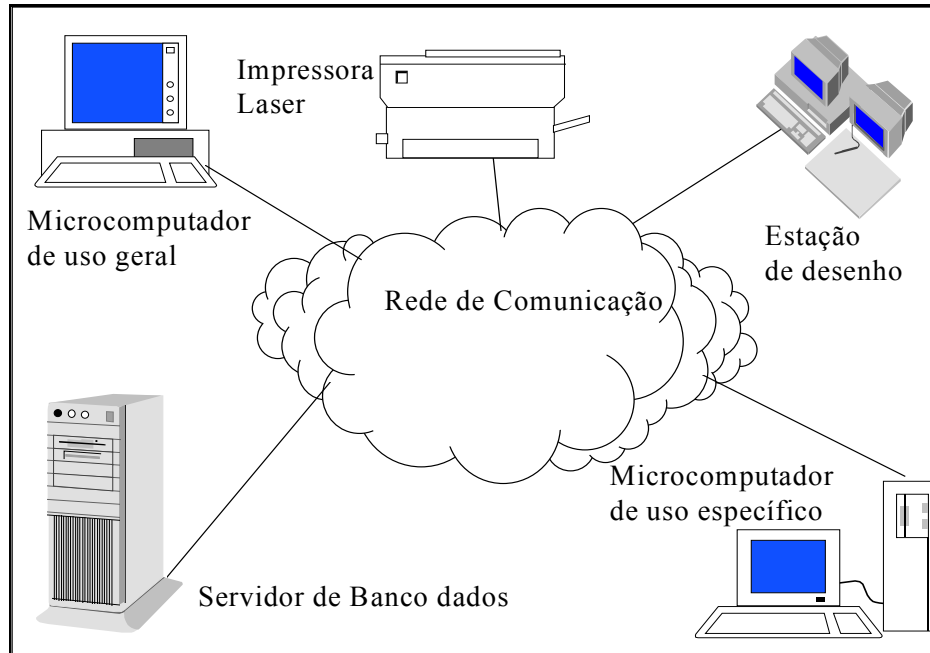 Impressora
Laser
Microcomputador
de uso geral
Estação
de desenho
Rede de Comunicação
Microcomputador
de uso específico
Servidor de Banco dados